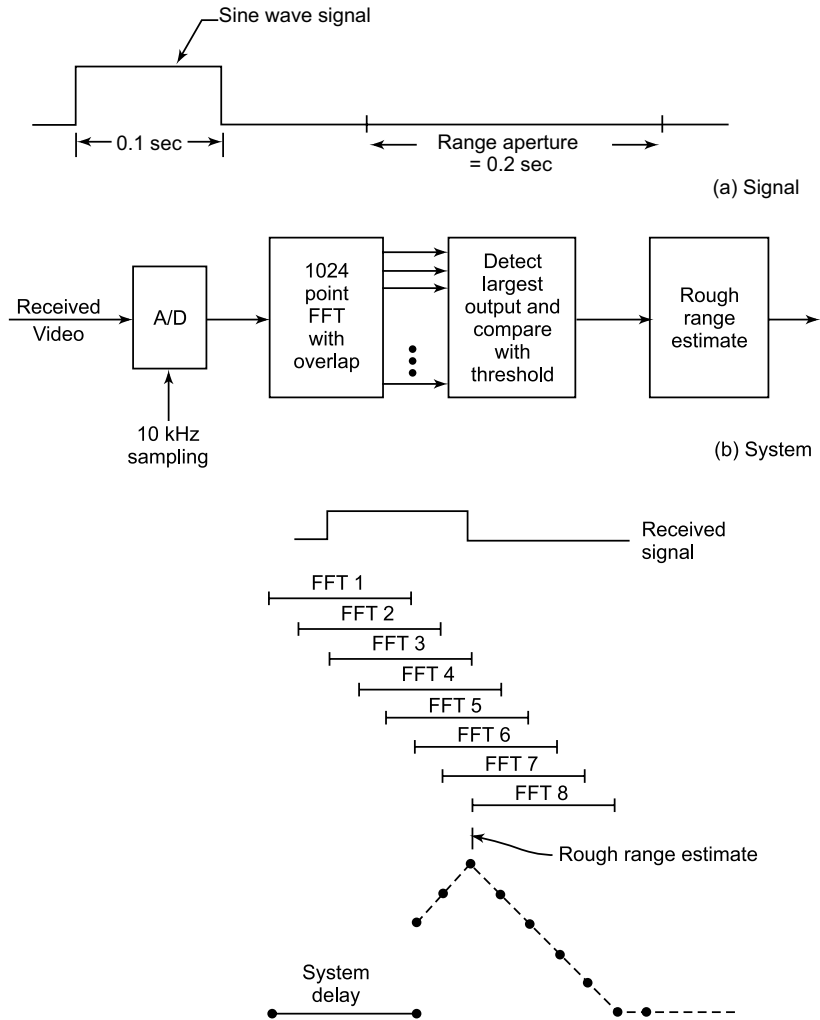 Sine wave signal
0.1 sec
Range aperture
= 0.2 sec
(a) Signal
Received
Video
A/D
10 kHz
sampling
1024
point
FFT
with
overlap
Detect
largest
output and
compare
with
threshold
Rough
range
estimate
(b) System
Received
signal
FFT 1
FFT 2
FFT 3
FFT 4
FFT 5
FFT 6
FFT 7
FFT 8
Rough range estimate
System
delay